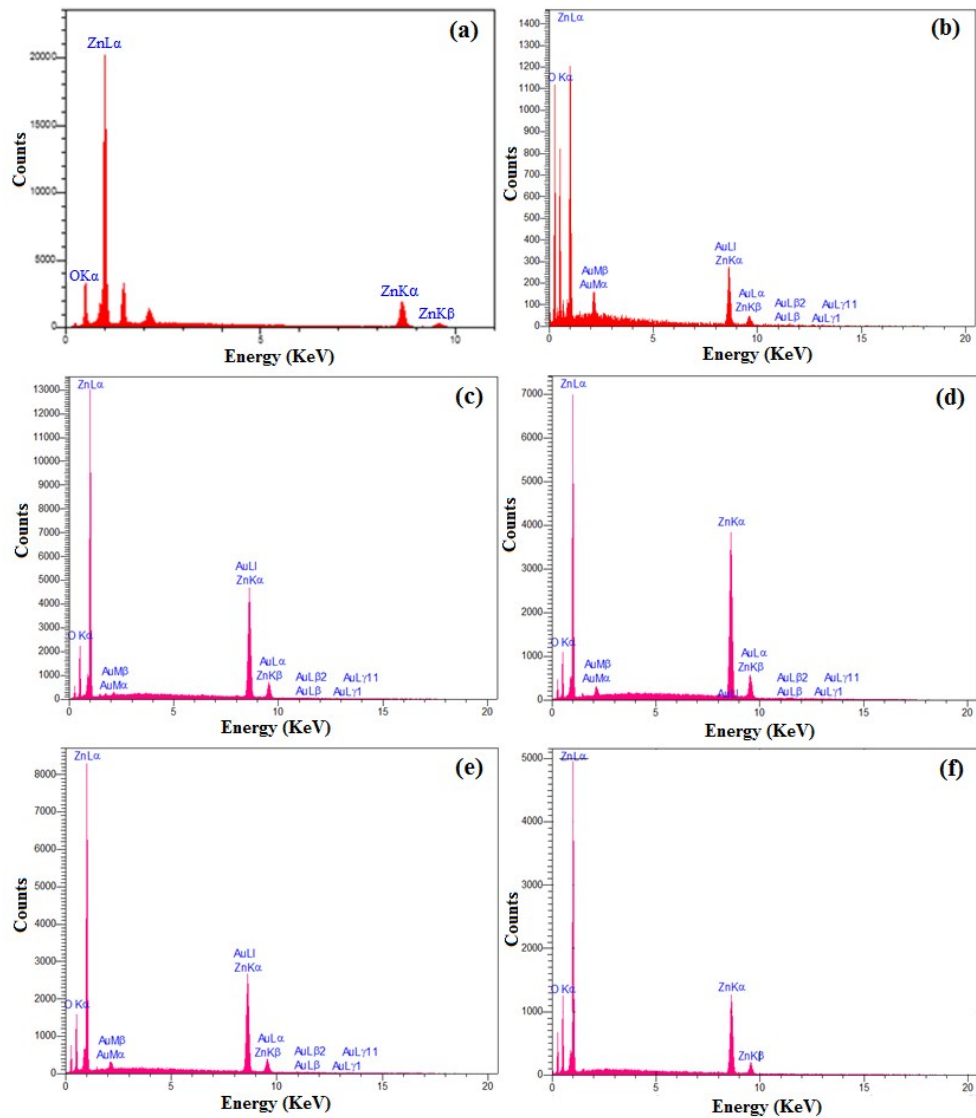 (a)
ZnLα
20000
15000
10000
5000
0
OKα
ZnKα
ZnKβ
0
5
10
Counts
Energy (KeV)
(b)
ZnLα
O Kα
1400
1300
1200
1100
1000
900
800
700
600
500
400
300
200
100
0
AuMβ
AuMα
AuLl
ZnKα
AuLα
ZnKβ
AuLβ2
AuLβ
AuLγ11
AuLγ1
0
5
10
15
20
Counts
Energy (KeV)
(c)
ZnLα
13000
12000
11000
10000
9000
8000
7000
6000
5000
4000
3000
2000
1000
0
O Kα
AuMβ
AuMα
AuLl
ZnKα
AuLα
ZnKβ
AuLβ2
AuLβ
AuLγ11
AuLγ1
0
5
10
15
20
Counts
Energy (KeV)
(d)
ZnLα
7000
6000
5000
4000
3000
2000
1000
0
O Kα
AuMβ
AuMα
ZnKα
AuLl
AuLα
ZnKβ
AuLβ2
AuLβ
AuLγ11
AuLγ1
0
5
10
15
20
Counts
Energy (KeV)
(e)
ZnLα
8000
7000
6000
5000
4000
3000
2000
1000
0
O Kα
AuMβ
AuMα
AuLl
ZnKα
AuLα
ZnKβ
AuLβ2
AuLβ
AuLγ11
AuLγ1
0
5
10
15
20
Counts
Energy (KeV)
(f)
ZnLα
5000
4000
3000
2000
1000
0
O Kα
ZnKα
ZnKβ
0
5
10
15
20
Counts
Energy (KeV)